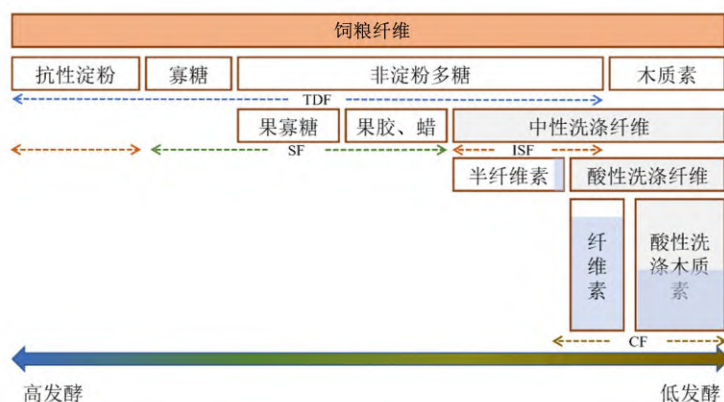 饲粮纤维
抗性淀粉 寡糖 非淀粉多糖 木质素
TDF
果寡糖 果胶、蜡 中性洗涤纤维
SF ISF
半纤维素 酸性洗涤纤维
纤维素 酸性洗涤木质素
CF
高发酵 低发酵